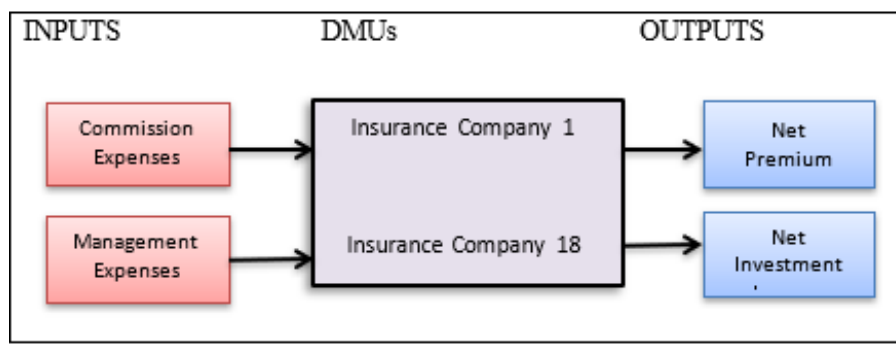 INPUTS DMUs OUTPUTS
Commission
Expenses
Insurance Company 1
Net
Premium
Management
Expenses
Insurance Company 18
Net
Investment